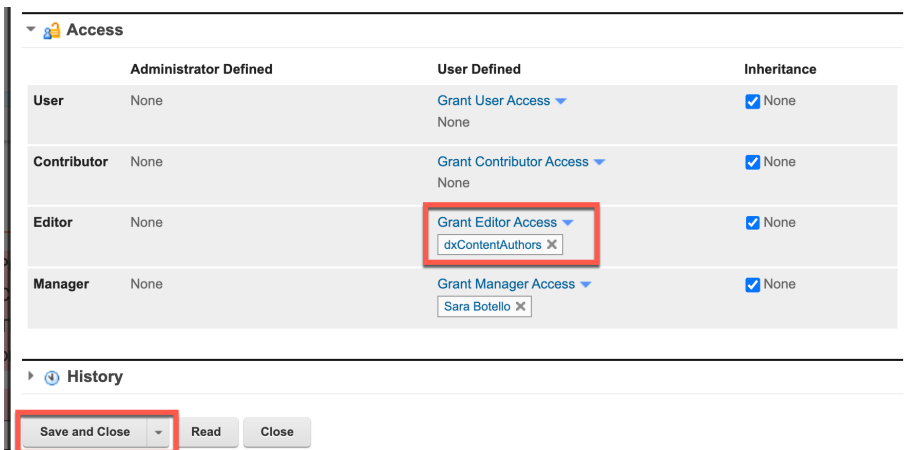 Access
Administrator Defined User Defined Inheritance
User None Grant User Access None
None
Contributor None Grant Contributor Access None
None
Editor None Grant Editor Access None
dxContentAuthors
Manager None Grant Manager Access None
Sara Botello
History
Save and Close Read Close